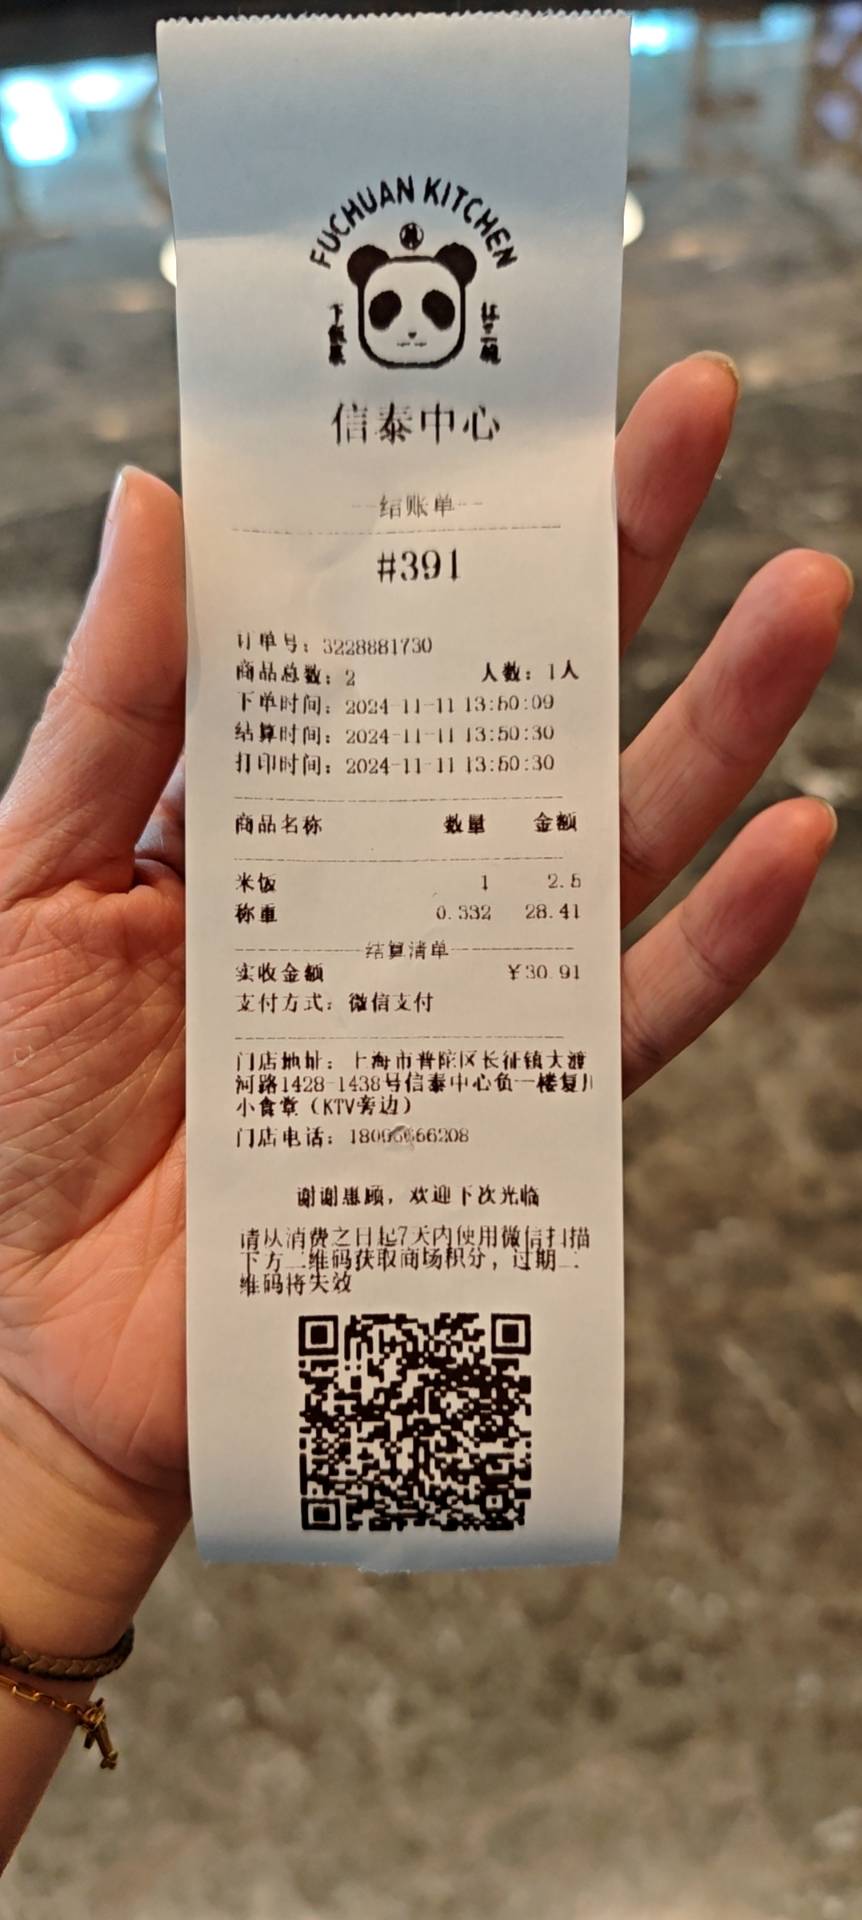 FUCHUAN KITCHEN
下飯菜
信泰中心
结账单
#391
订单号：3228881730
商品总数：2 人数：1人
下单时间：2024-11-11 13:50:09
结算时间：2024-11-11 13:50:30
打印时间：2024-11-11 13:50:30
商品名称 数量 金额
米饭 1 2.5
称重 0.332 28.41
结算清单
实收金额 ￥30.91
支付方式：微信支付
门店地址：上海市普陀区长征镇大渡
河路1428-1438号信泰中心负一楼复川
小食堂（KTV旁边）
门店电话：
谢谢惠顾，欢迎下次光临
请从消费之日起7天内使用微信扫描
下方二维码获取商场积分，过期二
维码将失效